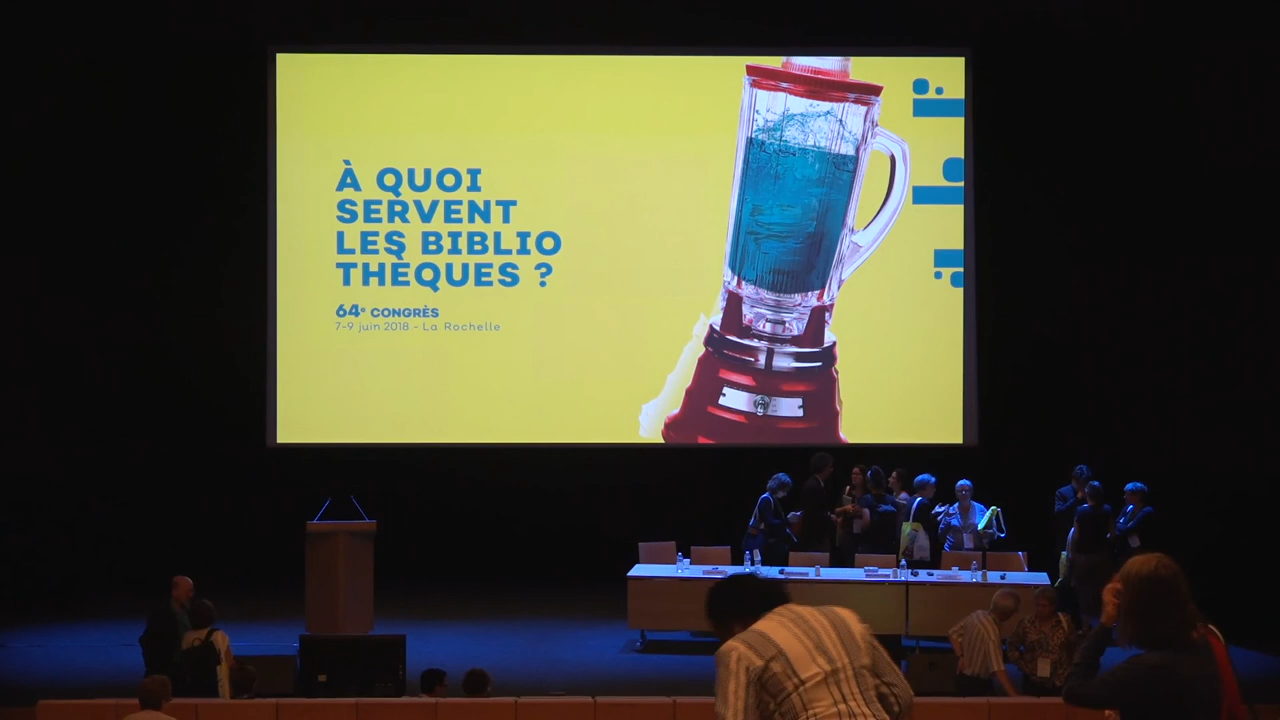 À QUOI
SERVENT
LES BIBLIO
THÈQUES ?
64e CONGRÈS
7-9 juin 2018 - La Rochelle